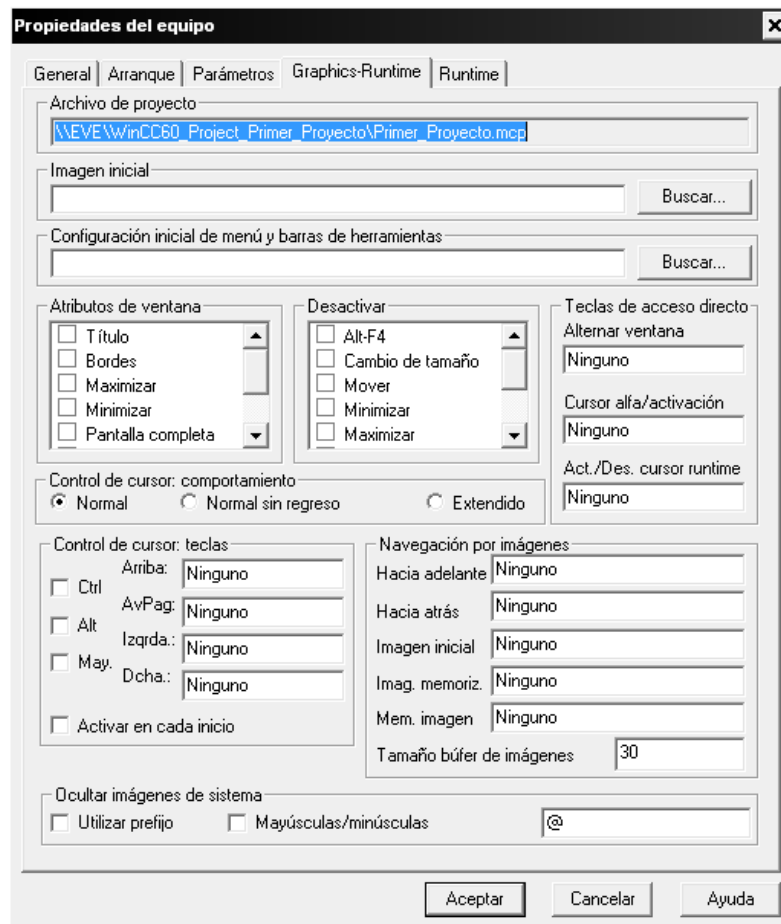 Propiedades del equipo
General Arranque Parámetros Graphics-Runtime Runtime
Archivo de proyecto
\\EVE\WinCC60_Project_Primer_Proyecto\Primer_Proyecto.mcp
Imagen inicial
Buscar...
Configuración inicial de menú y barras de herramientas
Buscar...
Atributos de ventana
Título
Bordes
Maximizar
Minimizar
Pantalla completa
Desactivar
Alt-F4
Cambio de tamaño
Mover
Minimizar
Maximizar
Teclas de acceso directo
Alternar ventana
Ninguno
Cursor alfa/activación
Ninguno
Act./Des. cursor runtime
Ninguno
Control de cursor: comportamiento
Normal Normal sin regreso Extendido
Control de cursor: teclas
Ctrl
Alt
May.
Arriba: Ninguno
AvPag: Ninguno
Izqrda.: Ninguno
Dcha.: Ninguno
Activar en cada inicio
Navegación por imágenes
Hacia adelante Ninguno
Hacia atrás Ninguno
Imagen inicial Ninguno
Imag. memoriz. Ninguno
Mem. imagen Ninguno
Tamaño búfer de imágenes 30
Ocultar imágenes de sistema
Utilizar prefijo Mayúsculas/minúsculas @
Aceptar Cancelar Ayuda